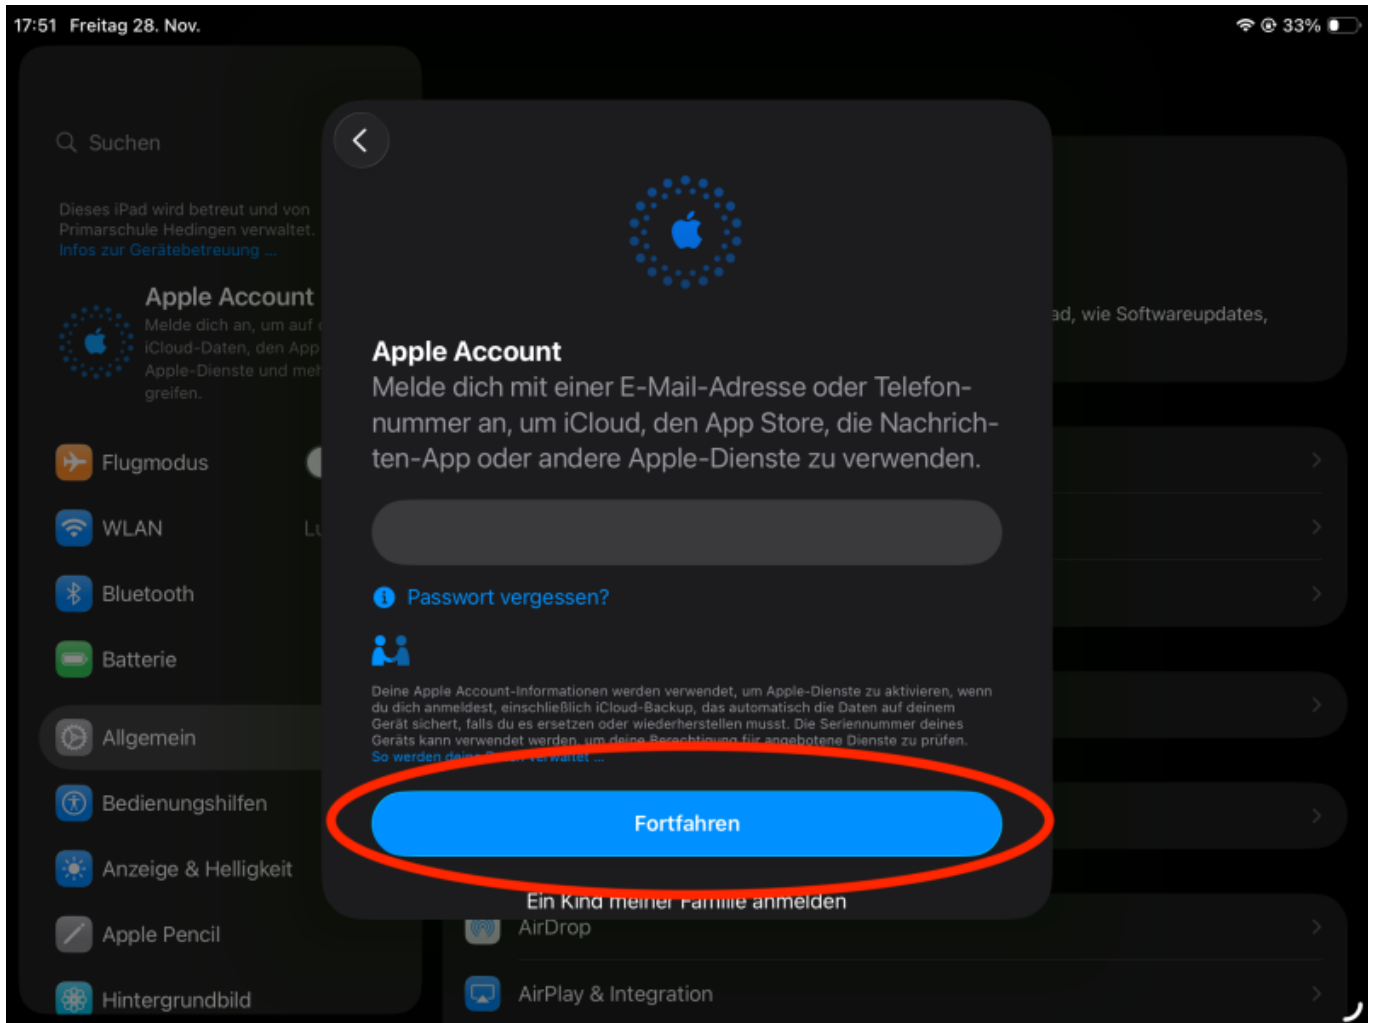 17:51 Freitag 28. Nov.
33%
Suchen
Dieses iPad wird betreut und von
Primarschule Hedingen verwaltet.
Infos zur Gerätebetreuung ...
Apple Account
Melde dich an, um auf
iCloud-Daten, den App
Apple-Dienste und meh
greifen.
Flugmodus
WLAN
Bluetooth
Batterie
Allgemein
Bedienungshilfen
Anzeige & Helligkeit
Apple Pencil
Hintergrundbild
Apple Account
Melde dich mit einer E-Mail-Adresse oder Telefon-
nummer an, um iCloud, den App Store, die Nachrich-
ten-App oder andere Apple-Dienste zu verwenden.
Passwort vergessen?
Deine Apple Account-Informationen werden verwendet, um Apple-Dienste zu aktivieren, wenn
du dich anmeldest, einschließlich iCloud-Backup, das automatisch die Daten auf deinem
Gerät sichert, falls du es ersetzen oder wiederherstellen musst. Die Seriennummer deines
Geräts kann verwendet werden, um deine Berechtigung für angebotene Dienste zu prüfen.
So werden deine Daten verwaltet ...
Fortfahren
Ein Kind meiner Familie anmelden
ad, wie Softwareupdates,
AirDrop
AirPlay & Integration